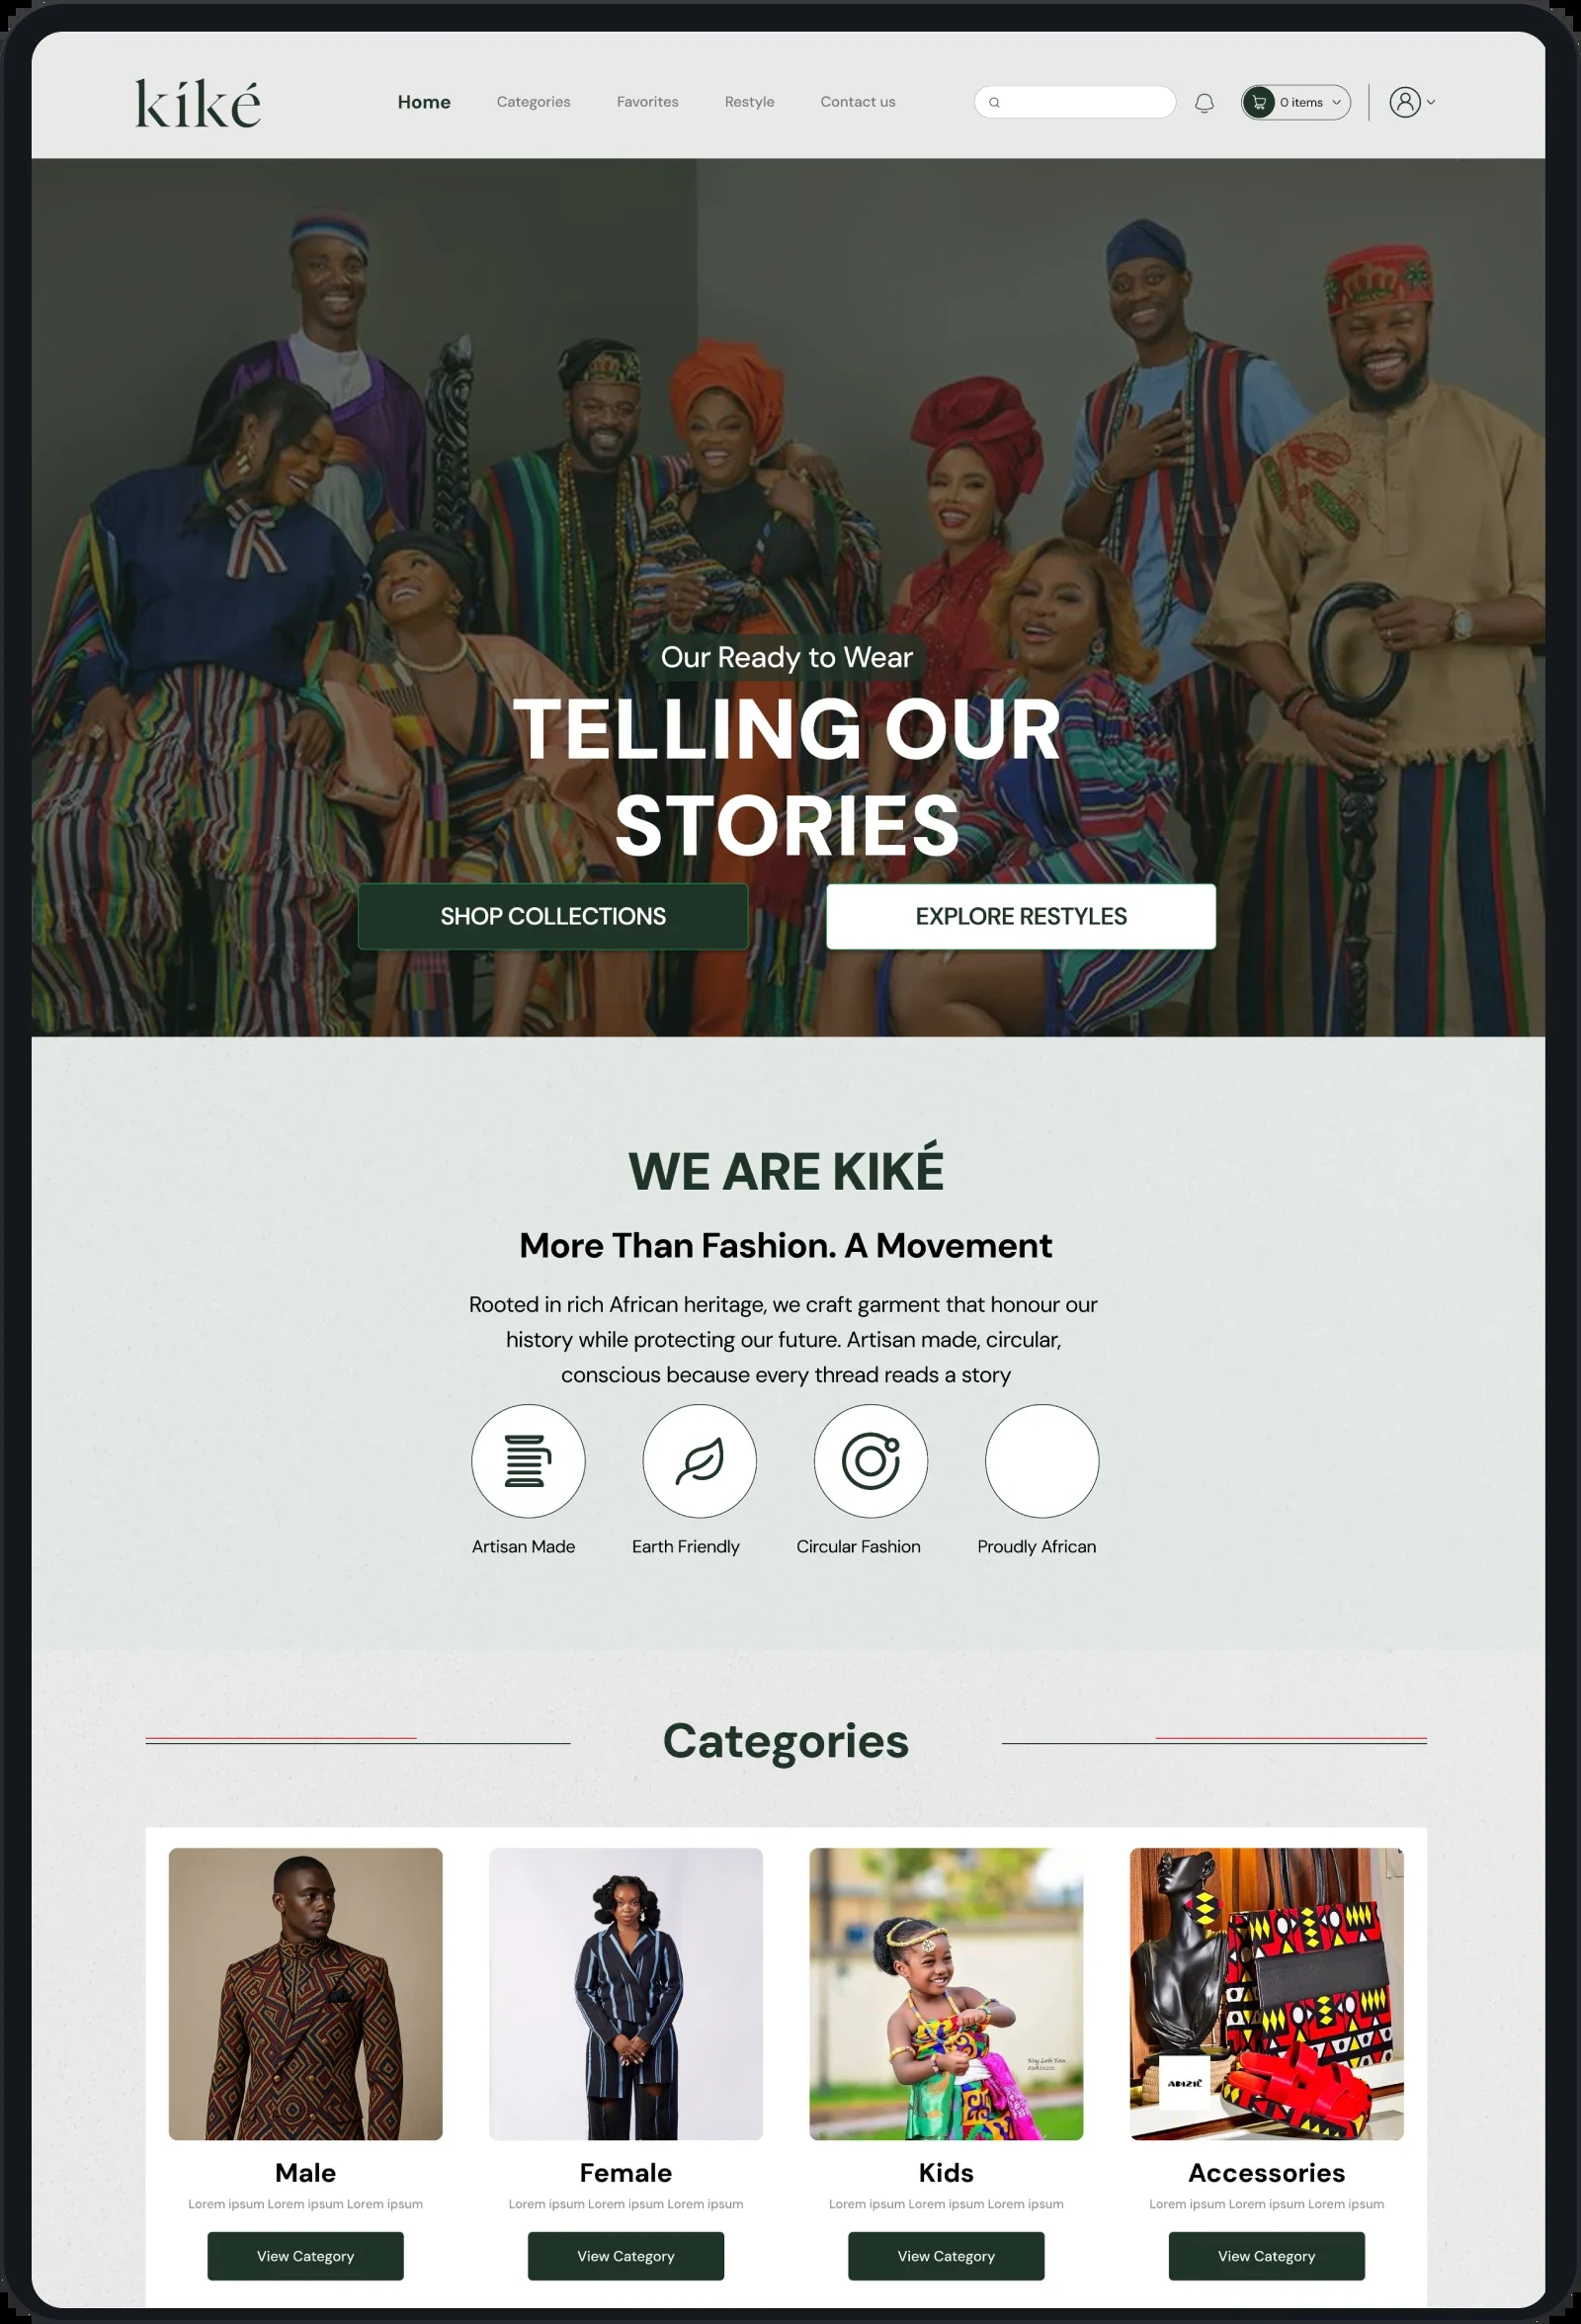 kíké
Home Categories Favorites Restyle Contact us 0 items
Our Ready to Wear
TELLING OUR
STORIES
SHOP COLLECTIONS EXPLORE RESTYLES
WE ARE KIKÉ
More Than Fashion. A Movement
Rooted in rich African heritage, we craft garment that honour our
history while protecting our future. Artisan made, circular,
conscious because every thread reads a story
Artisan Made Earth Friendly Circular Fashion Proudly African
Categories
Male Female Kids Accessories
Lorem ipsum Lorem ipsum Lorem ipsum Lorem ipsum Lorem ipsum Lorem ipsum Lorem ipsum Lorem ipsum Lorem ipsum Lorem ipsum Lorem ipsum Lorem ipsum
View Category View Category View Category View Category